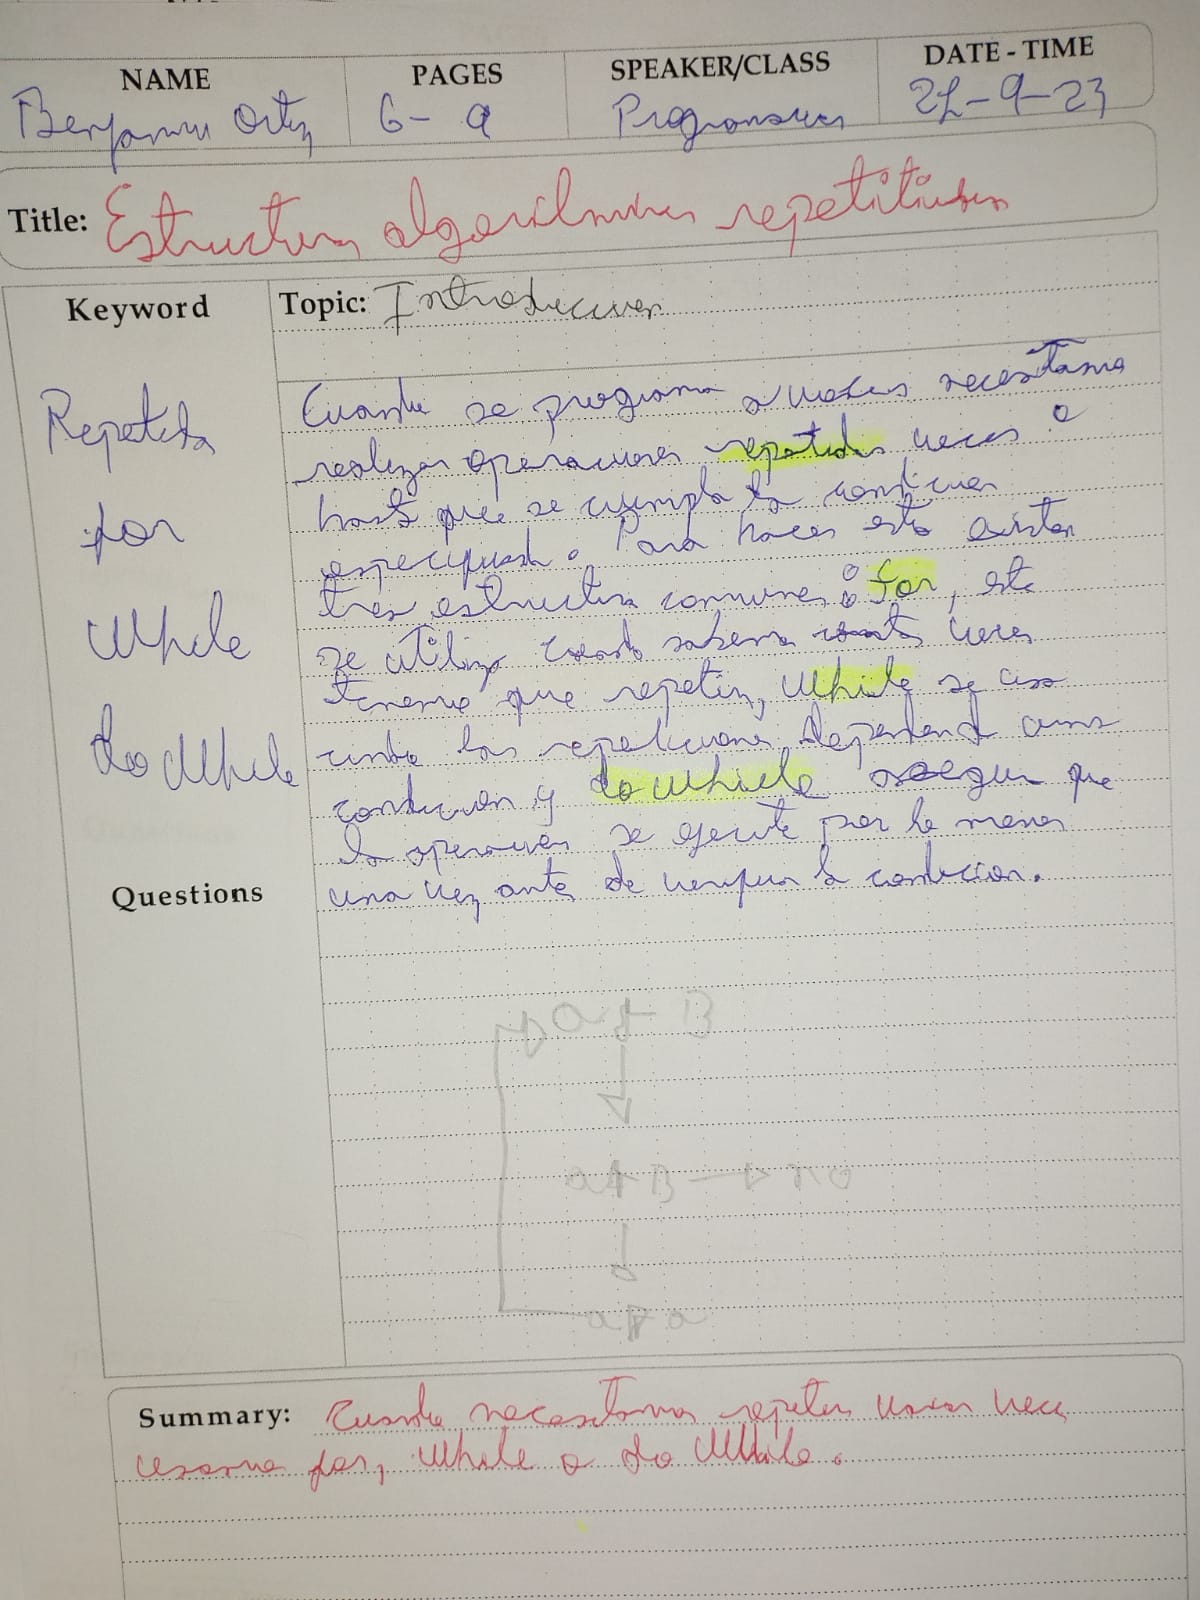 NAME
PAGES
SPEAKER/CLASS
DATE - TIME
Benjamin Ortiz
6-9
Programacion
21-9-23
Title: Estructuras algoritmicas repetitivas
Keyword
Topic: Introduccion
Repetida
for
While
do While
Cuando se programa a veces necesitamos
realizar operaciones repetidas veces o
hasta que se cumpla la condicion
especificada. Para hacer esto existen
tres estructuras comunes: for, este
se utiliza cuando sabemos cuantas veces
tenemos que repetir, While se usa
cuando las repeticiones dependen de una
condicion y do while asegura que
la operacion se ejecute por lo menos
una vez antes de verificar la condicion.
Questions
a + B
a + B → no
Summary: Cuando necesitamos repetir varias veces
usamos for, While o do While.